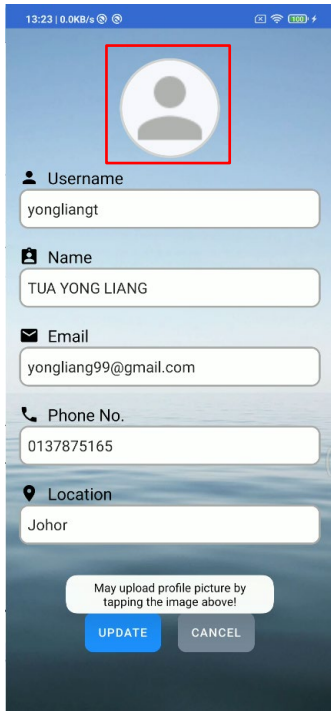 13:23 | 0.0KB/s
100
Username
yongliangt
Name
TUA YONG LIANG
Email
yongliang99@gmail.com
Phone No.
0137875165
Location
Johor
May upload profile picture by
tapping the image above!
UPDATE
CANCEL